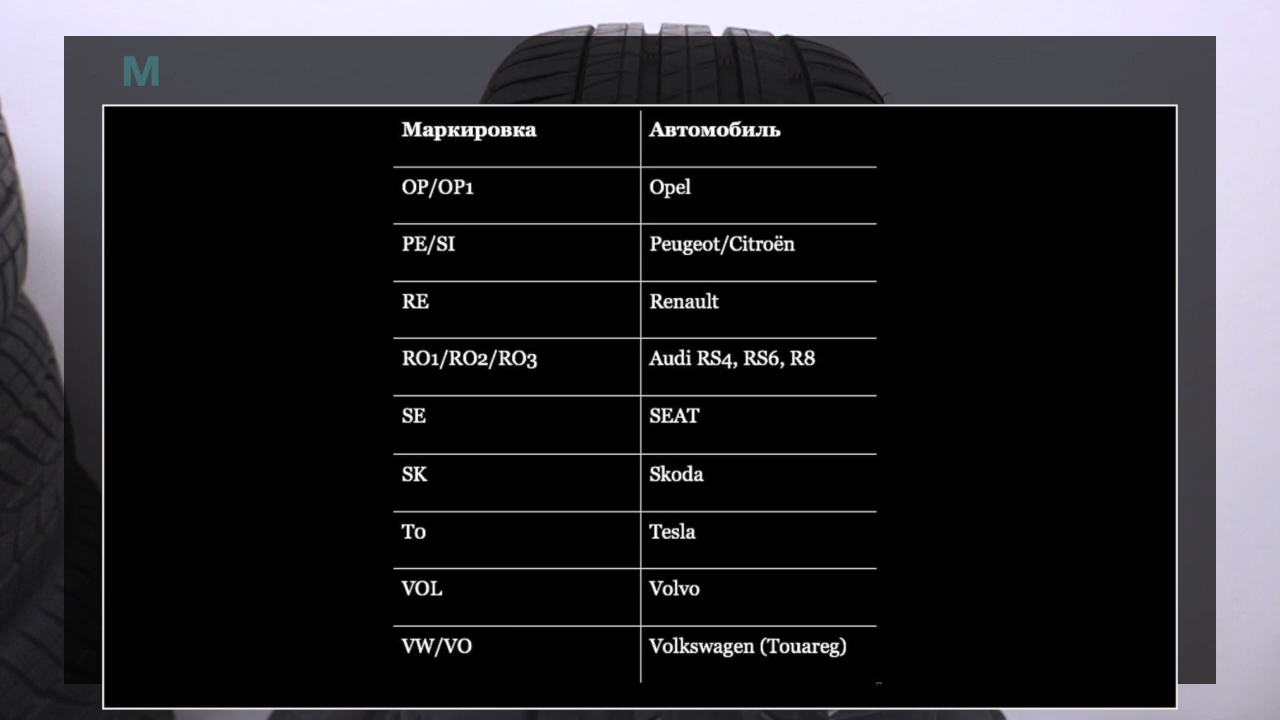 M
Маркировка Автомобиль
OP/OP1 Opel
PE/SI Peugeot/Citroën
RE Renault
RO1/RO2/RO3 Audi RS4, RS6, R8
SE SEAT
SK Skoda
T0 Tesla
VOL Volvo
VW/VO Volkswagen (Touareg)